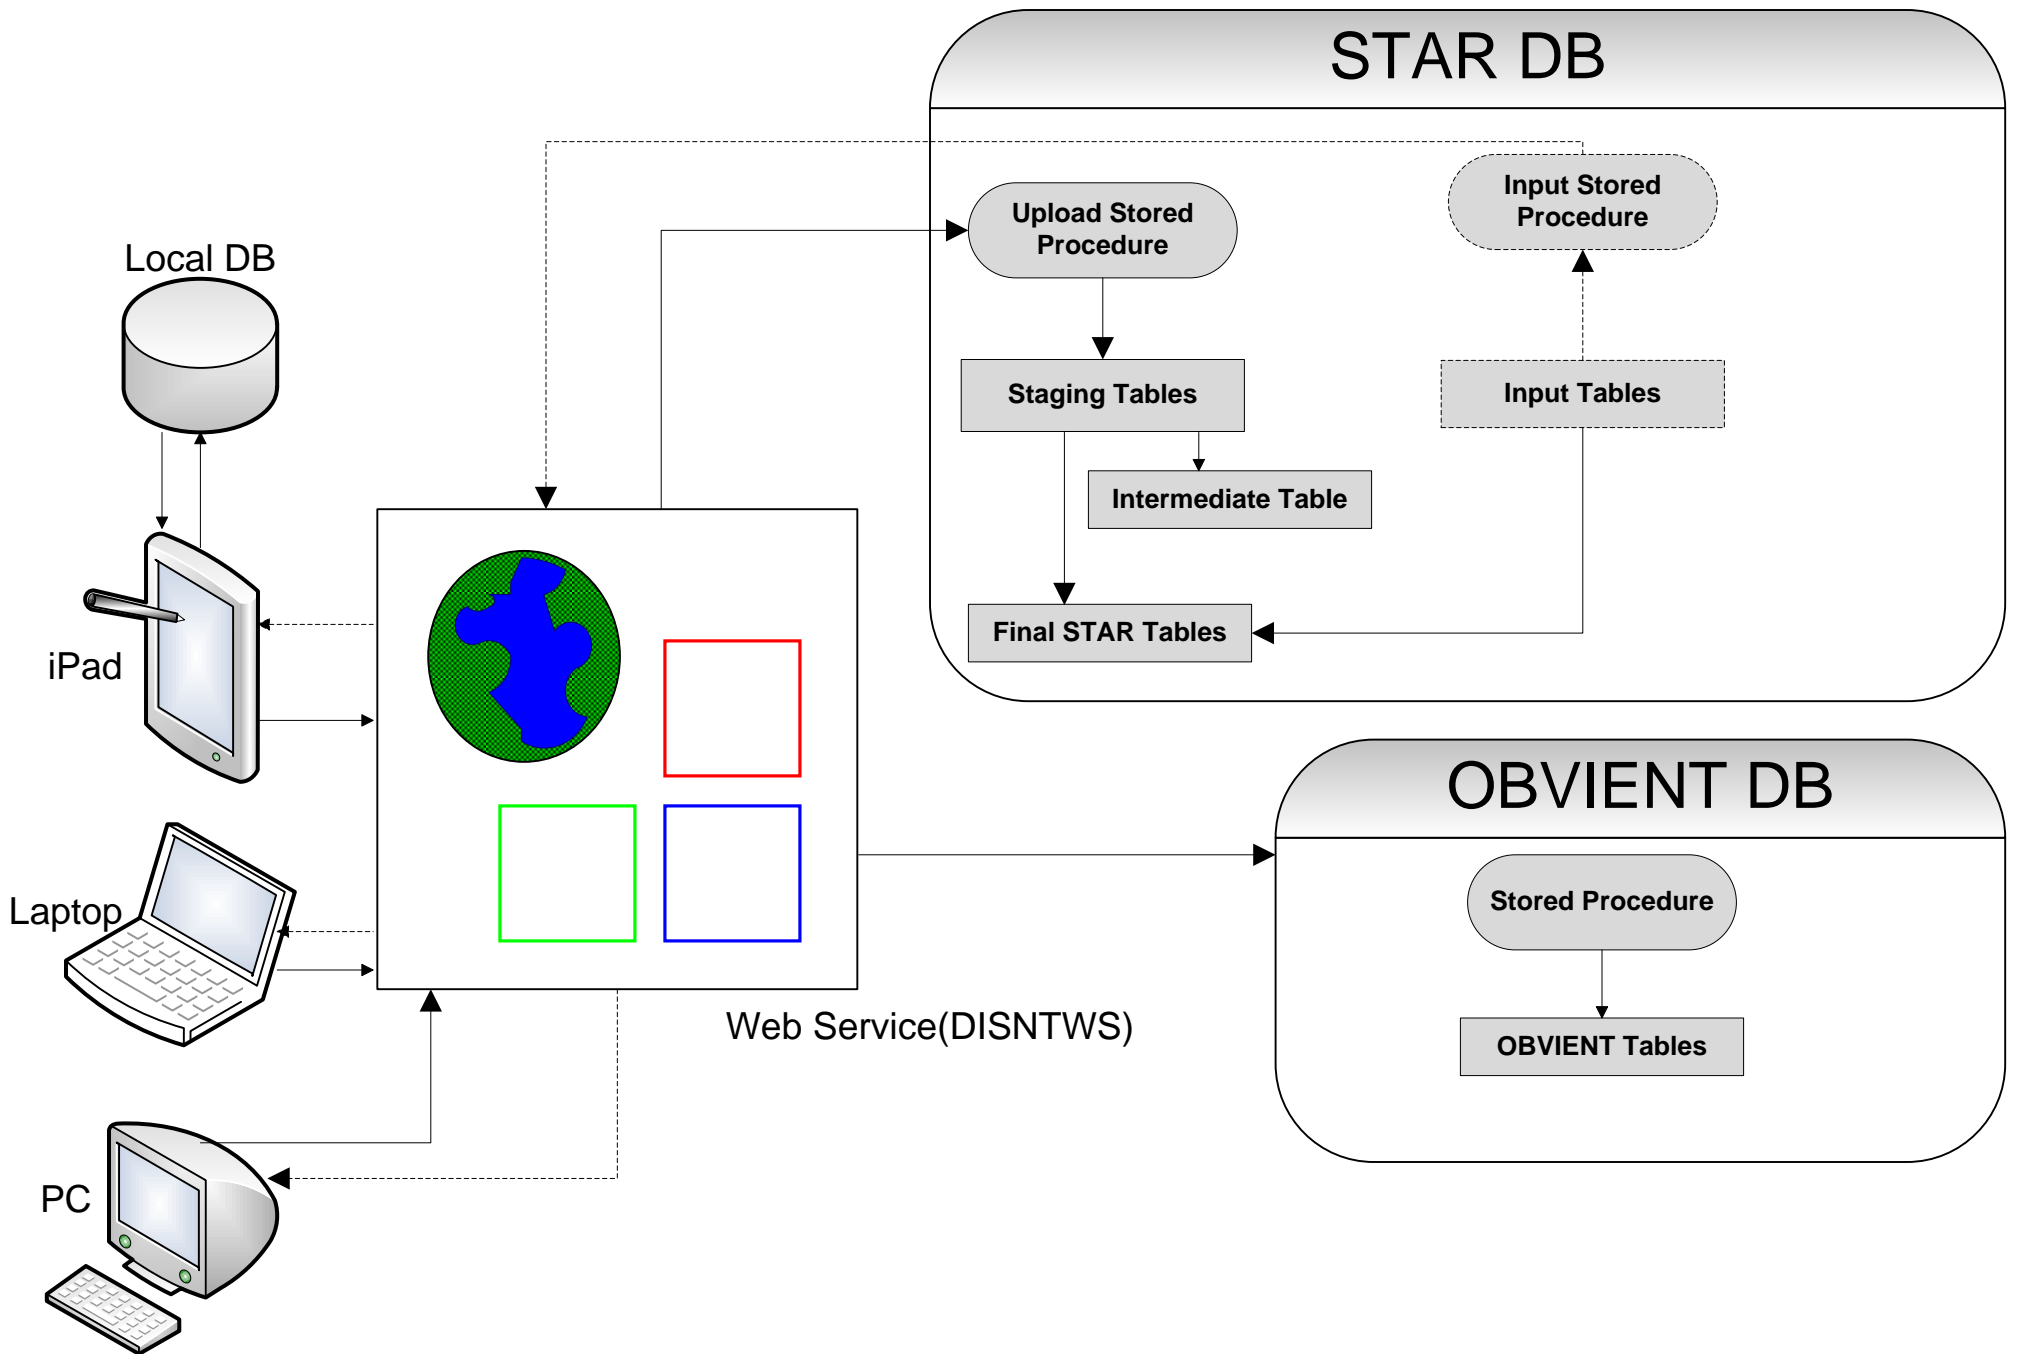 STAR DB
Input Stored
Procedure
Upload Stored
Procedure
Local DB
Staging Tables
Input Tables
Intermediate Table
Final STAR Tables
iPad
OBVIENT DB
Stored Procedure
Laptop
Web Service(DISNTWS)
OBVIENT Tables
PC